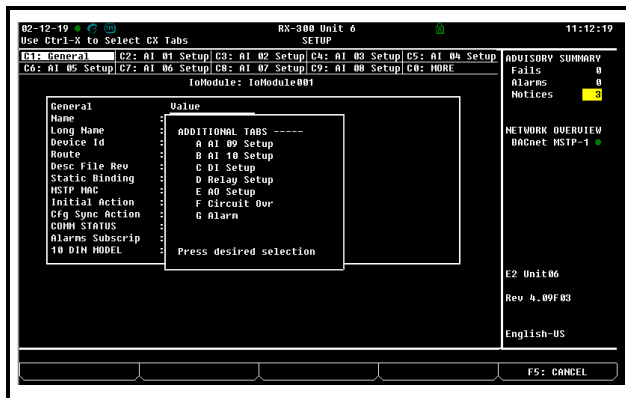 02-12-19 RX-300 Unit 6 11:12:19
Use Ctrl-X to Select CX Tabs SETUP
C1: General C2: AI 01 Setup C3: AI 02 Setup C4: AI 03 Setup C5: AI 04 Setup
C6: AI 05 Setup C7: AI 06 Setup C8: AI 07 Setup C9: AI 08 Setup C0: MORE
IoModule: IoModule001
General Value
Name :
Long Name :
Device Id :
Route :
Desc File Rev :
Static Binding :
MSTP MAC :
Initial Action :
Cfg Sync Action :
COMM STATUS :
Alarms Subscrip :
10 DIN MODEL :
ADDITIONAL TABS -----
A AI 09 Setup
B AI 10 Setup
C DI Setup
D Relay Setup
E AO Setup
F Circuit Ovr
G Alarm
Press desired selection
ADVISORY SUMMARY
Fails 0
Alarms 0
Notices 3
NETWORK OVERVIEW
BACnet MSTP-1
E2 Unit06
Rev 4.09F03
English-US
F5: CANCEL